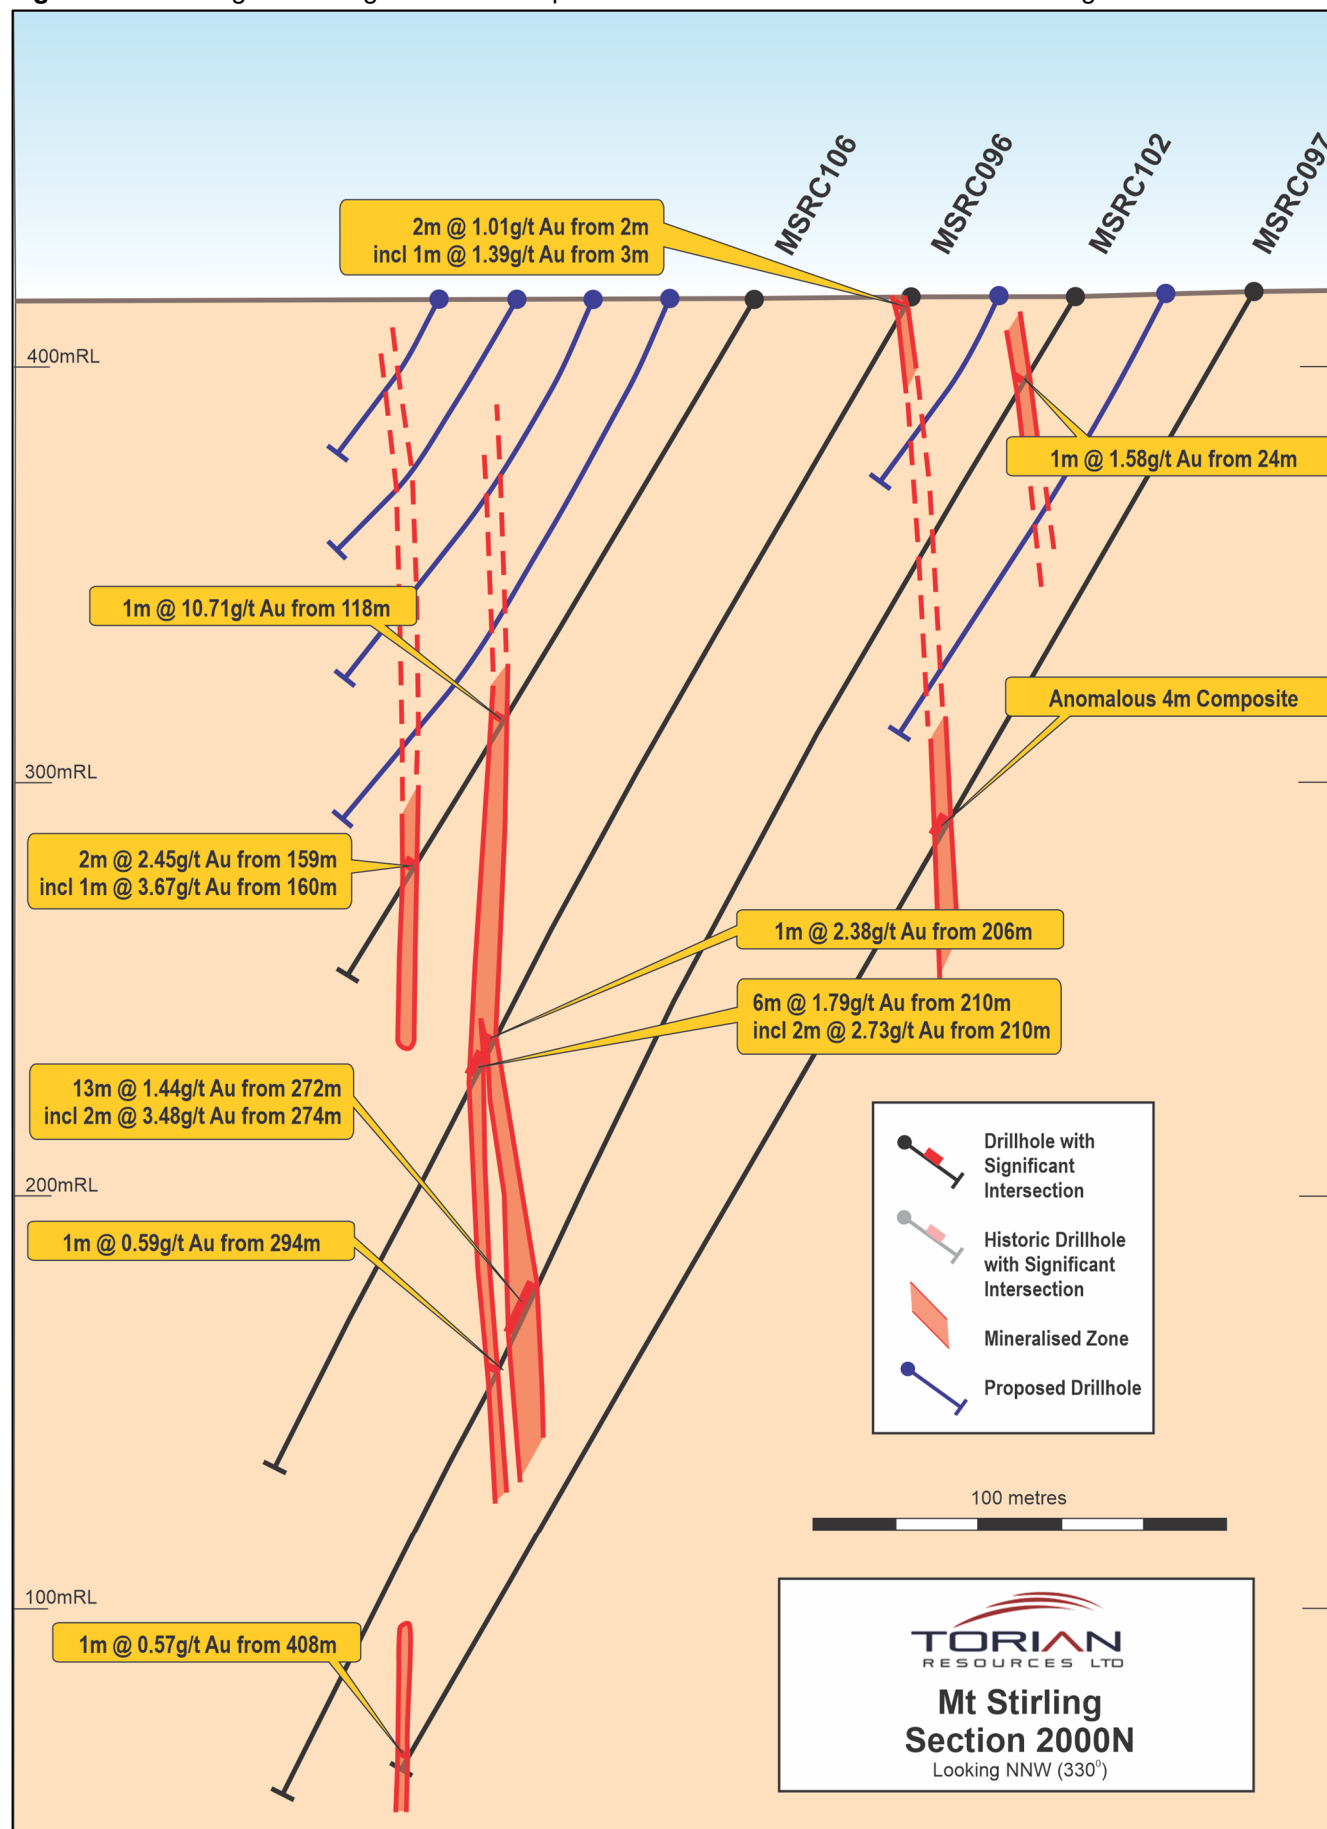 MSRC106
MSRC096
MSRC102
MSRC097
2m @ 1.01g/t Au from 2m
incl 1m @ 1.39g/t Au from 3m
400mRL
1m @ 1.58g/t Au from 24m
1m @ 10.71g/t Au from 118m
Anomalous 4m Composite
300mRL
2m @ 2.45g/t Au from 159m
incl 1m @ 3.67g/t Au from 160m
1m @ 2.38g/t Au from 206m
6m @ 1.79g/t Au from 210m
incl 2m @ 2.73g/t Au from 210m
13m @ 1.44g/t Au from 272m
incl 2m @ 3.48g/t Au from 274m
200mRL
1m @ 0.59g/t Au from 294m
Drillhole with
Significant
Intersection
Historic Drillhole
with Significant
Intersection
Mineralised Zone
Proposed Drillhole
100 metres
100mRL
1m @ 0.57g/t Au from 408m
TORIAN
RESOURCES LTD
Mt Stirling
Section 2000N
Looking NNW (330⁰)